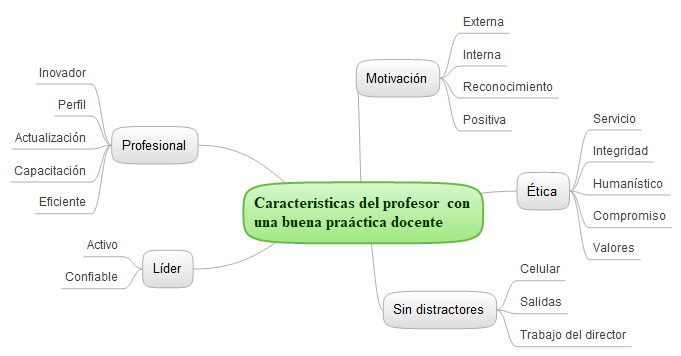 Características del profesor con
una buena praáctica docente
Motivación
Externa
Interna
Reconocimiento
Positiva
Ética
Servicio
Integridad
Humanístico
Compromiso
Valores
Sin distractores
Celular
Salidas
Trabajo del director
Profesional
Inovador
Perfil
Actualización
Capacitación
Eficiente
Líder
Activo
Confiable